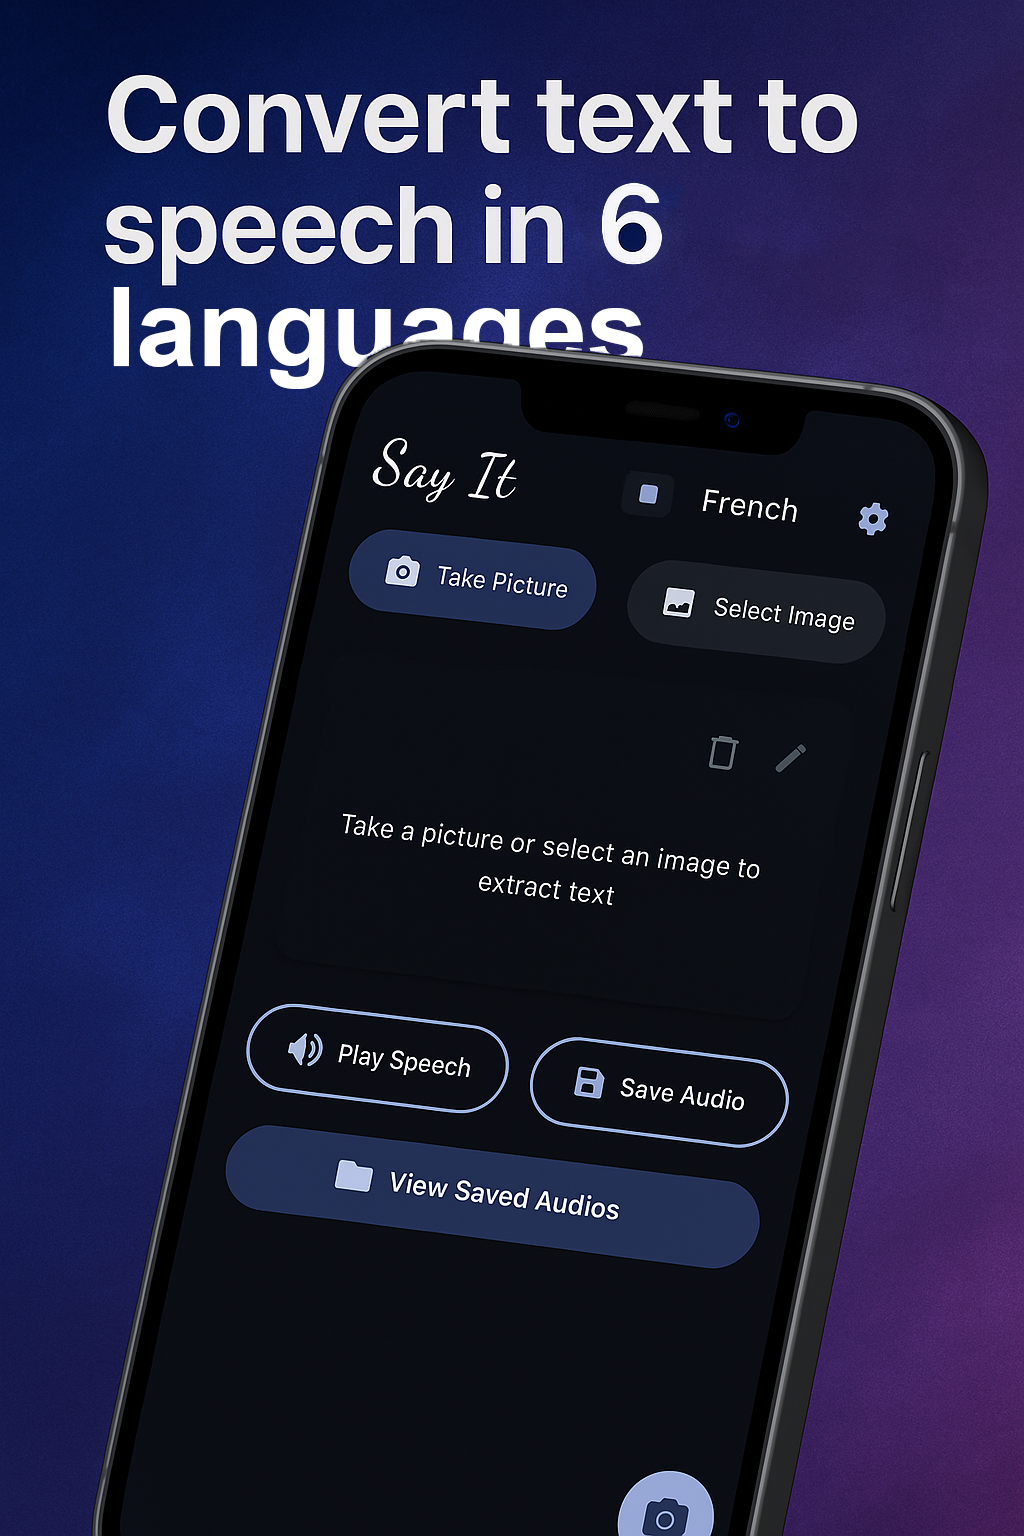 Convert text to
speech in 6
languages
Say It
French
Take Picture
Select Image
Take a picture or select an image to
extract text
Play Speech
Save Audio
View Saved Audios